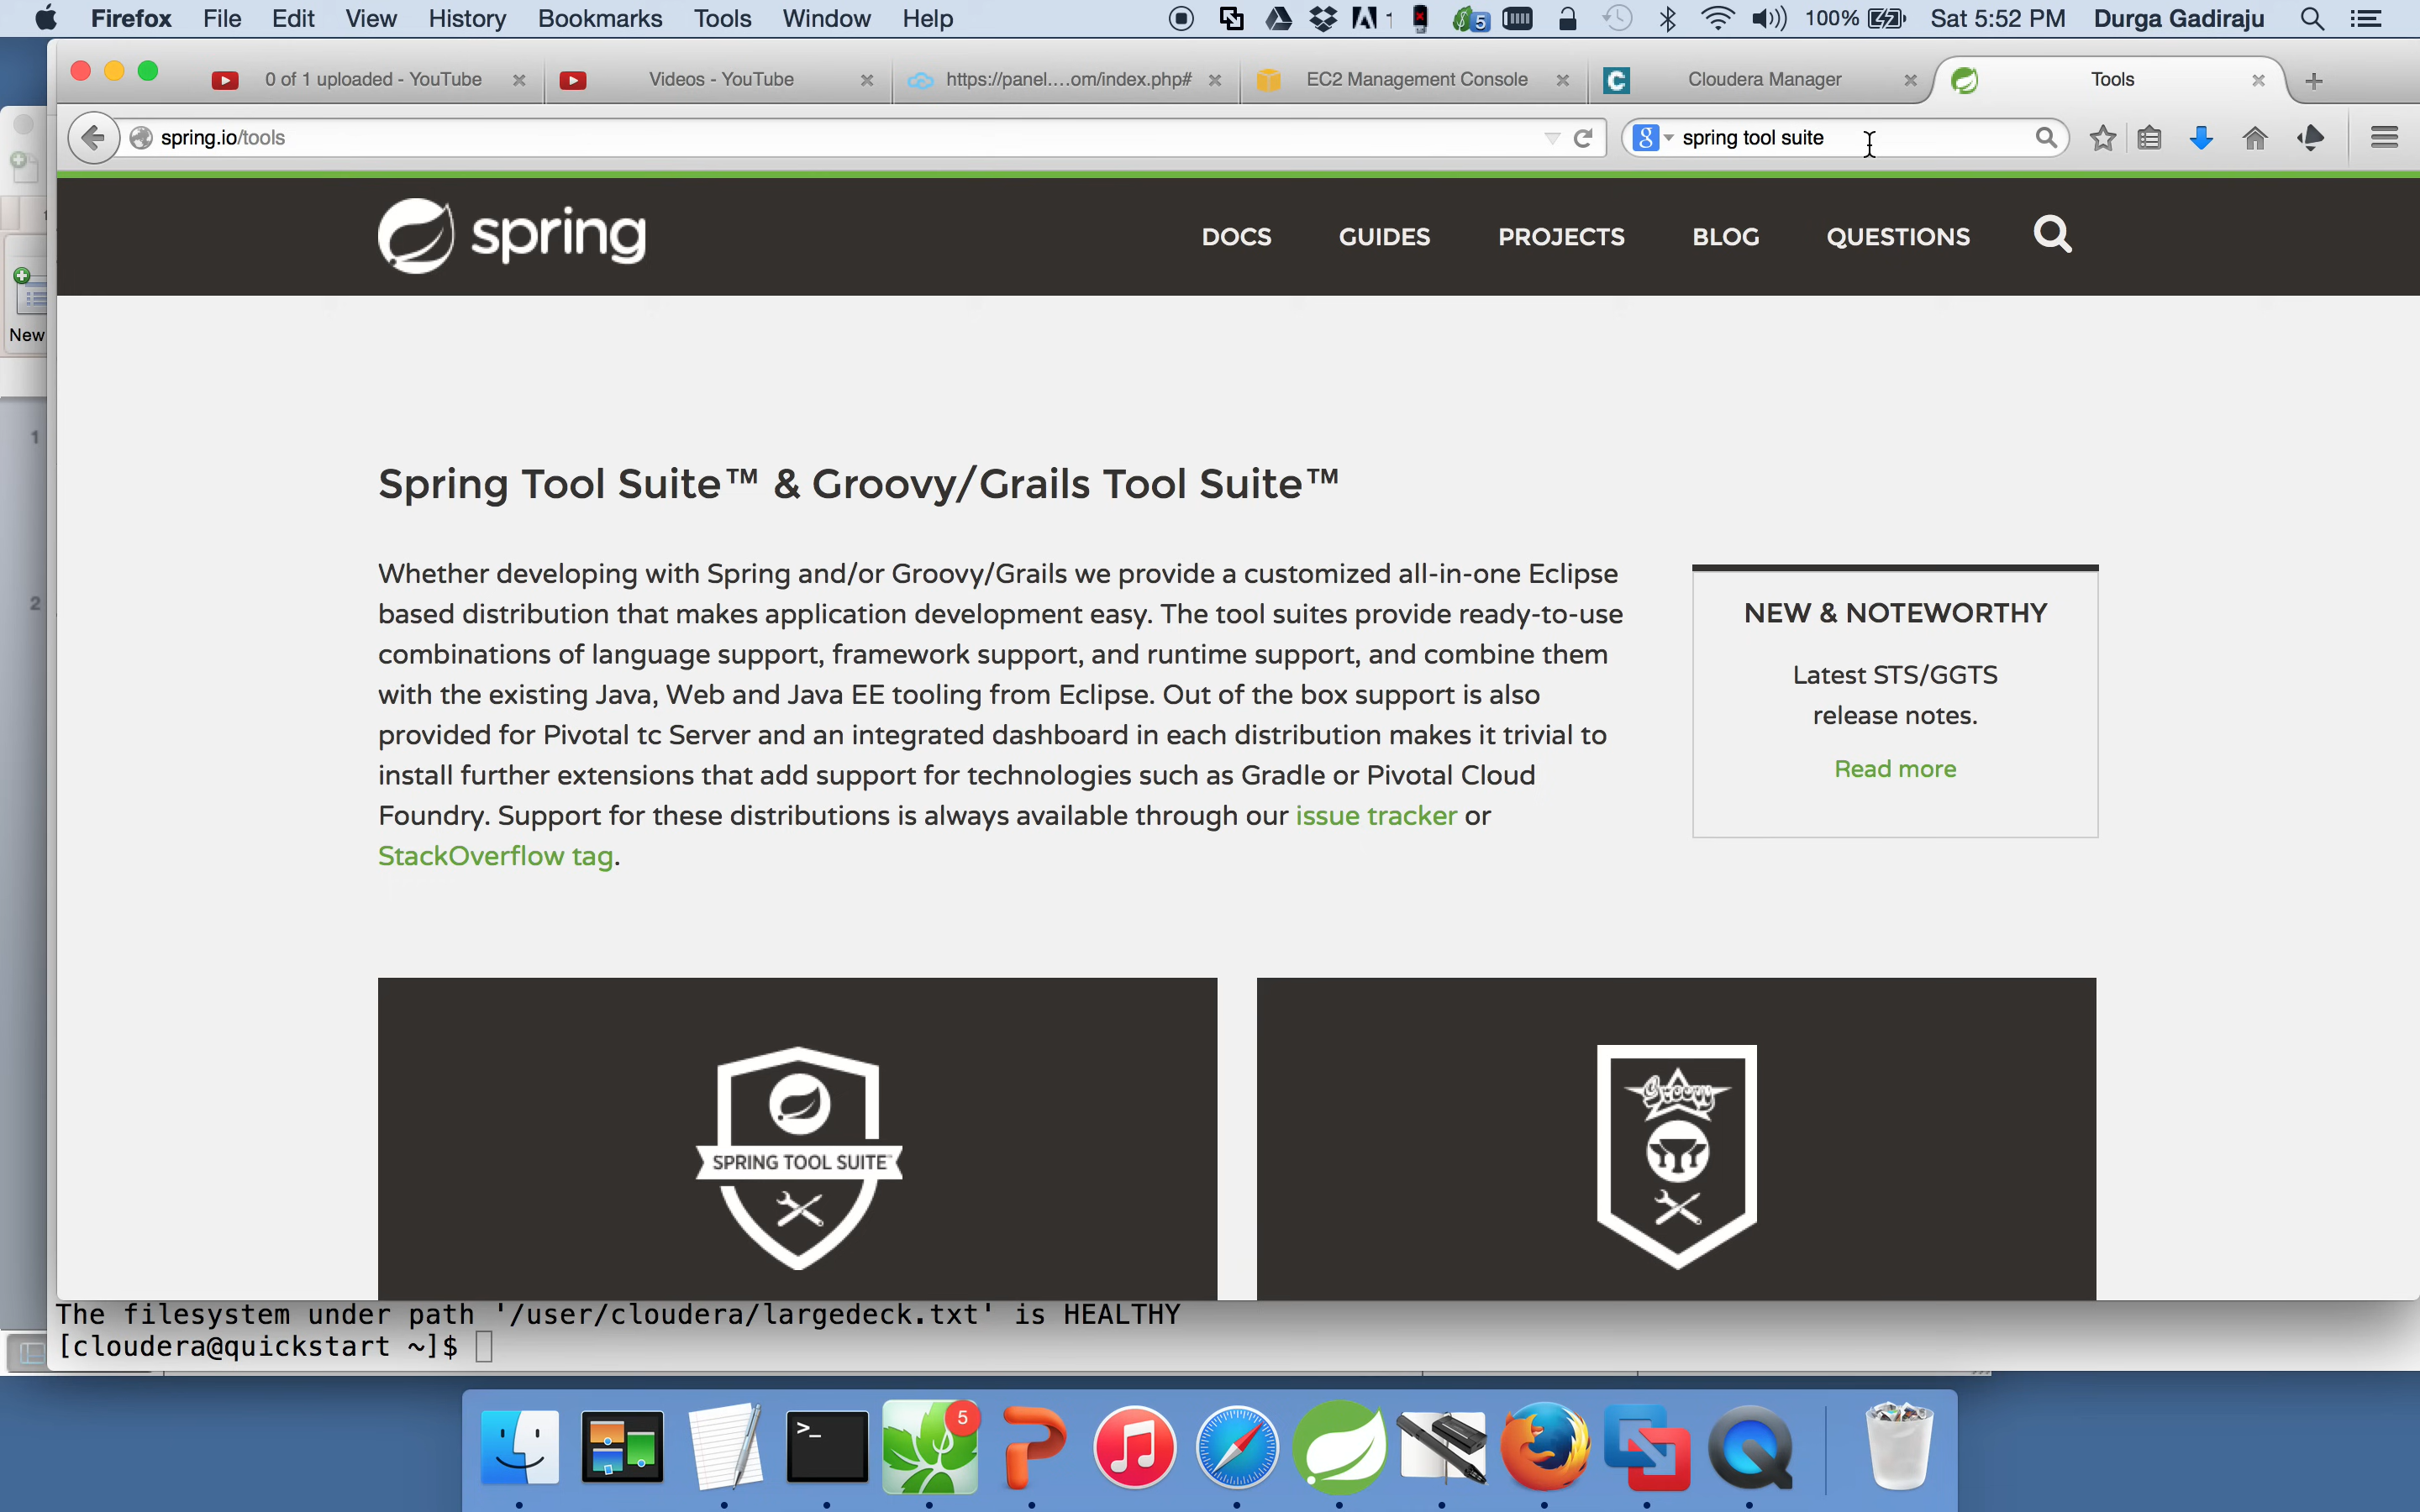 Firefox File Edit View History Bookmarks Tools Window Help 1 5 100% Sat 5:52 PM Durga Gadiraju
0 of 1 uploaded - YouTube Videos - YouTube https://panel....om/index.php# EC2 Management Console C Cloudera Manager Tools
spring.io/tools g spring tool suite
spring DOCS GUIDES PROJECTS BLOG QUESTIONS
New
1
2
Spring Tool Suite™ & Groovy/Grails Tool Suite™
Whether developing with Spring and/or Groovy/Grails we provide a customized all-in-one Eclipse
based distribution that makes application development easy. The tool suites provide ready-to-use
combinations of language support, framework support, and runtime support, and combine them
with the existing Java, Web and Java EE tooling from Eclipse. Out of the box support is also
provided for Pivotal tc Server and an integrated dashboard in each distribution makes it trivial to
install further extensions that add support for technologies such as Gradle or Pivotal Cloud
Foundry. Support for these distributions is always available through our issue tracker or
StackOverflow tag.
NEW & NOTEWORTHY
Latest STS/GGTS
release notes.
Read more
SPRING TOOL SUITE™
Groovy
The filesystem under path '/user/cloudera/largedeck.txt' is HEALTHY
[cloudera@quickstart ~]$
>_ 5